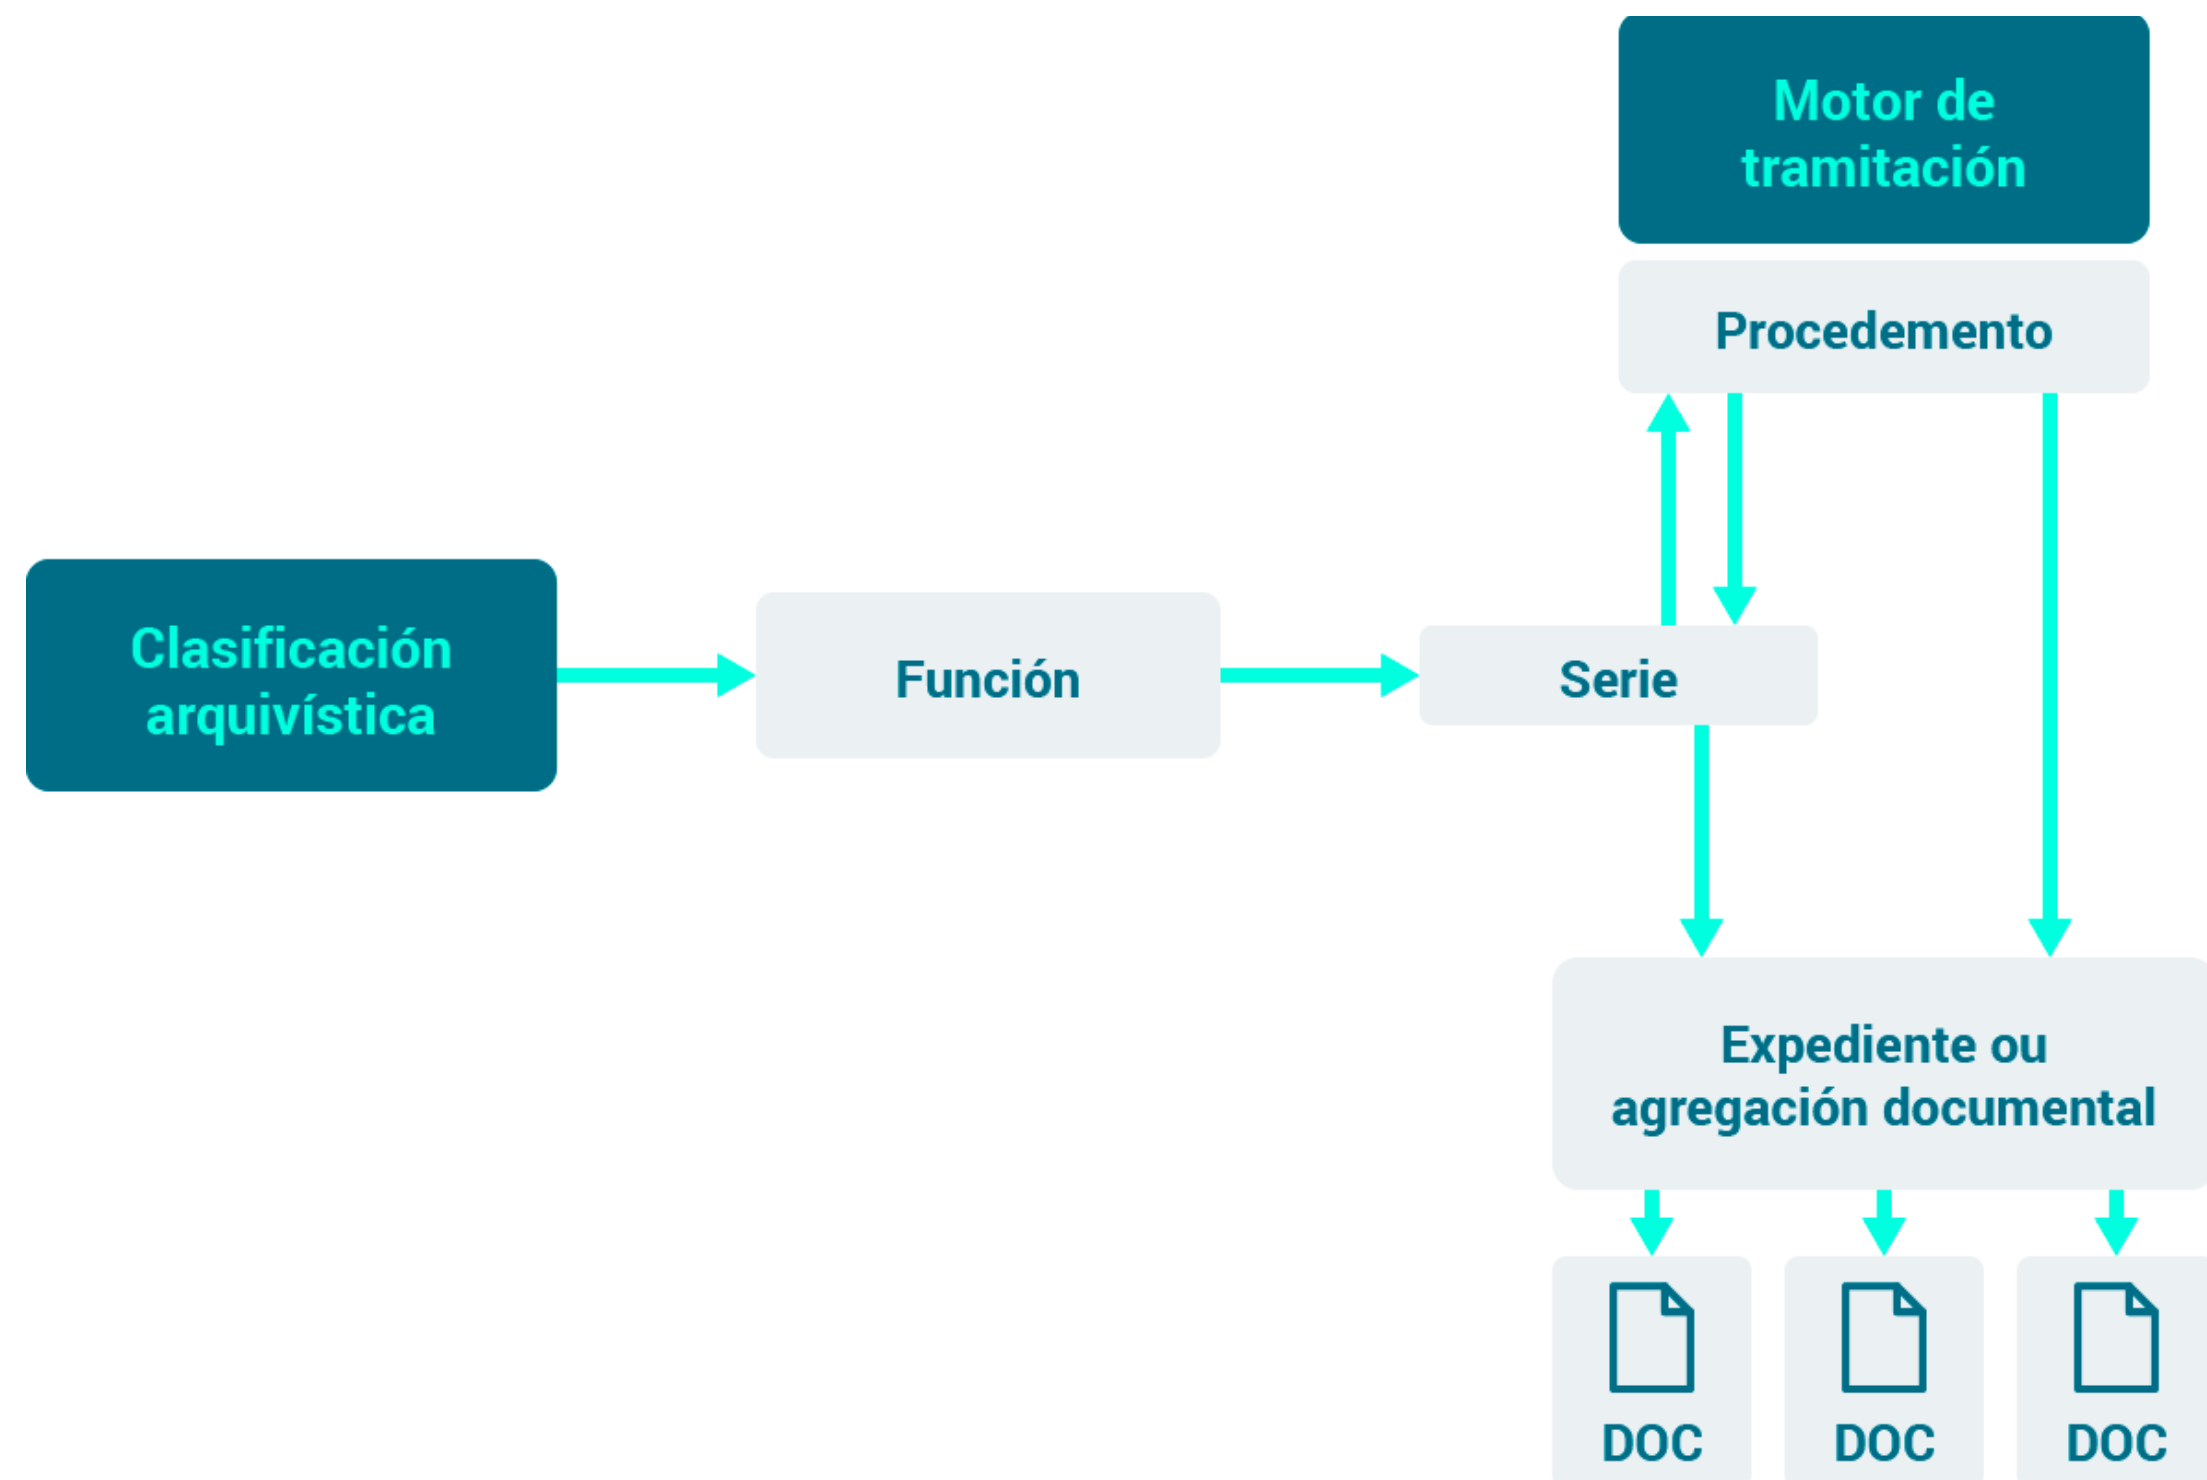 Motor de
tramitación
Procedemento
Clasificación
arquivística
Función
Serie
Expediente ou
agregación documental
DOC
DOC
DOC